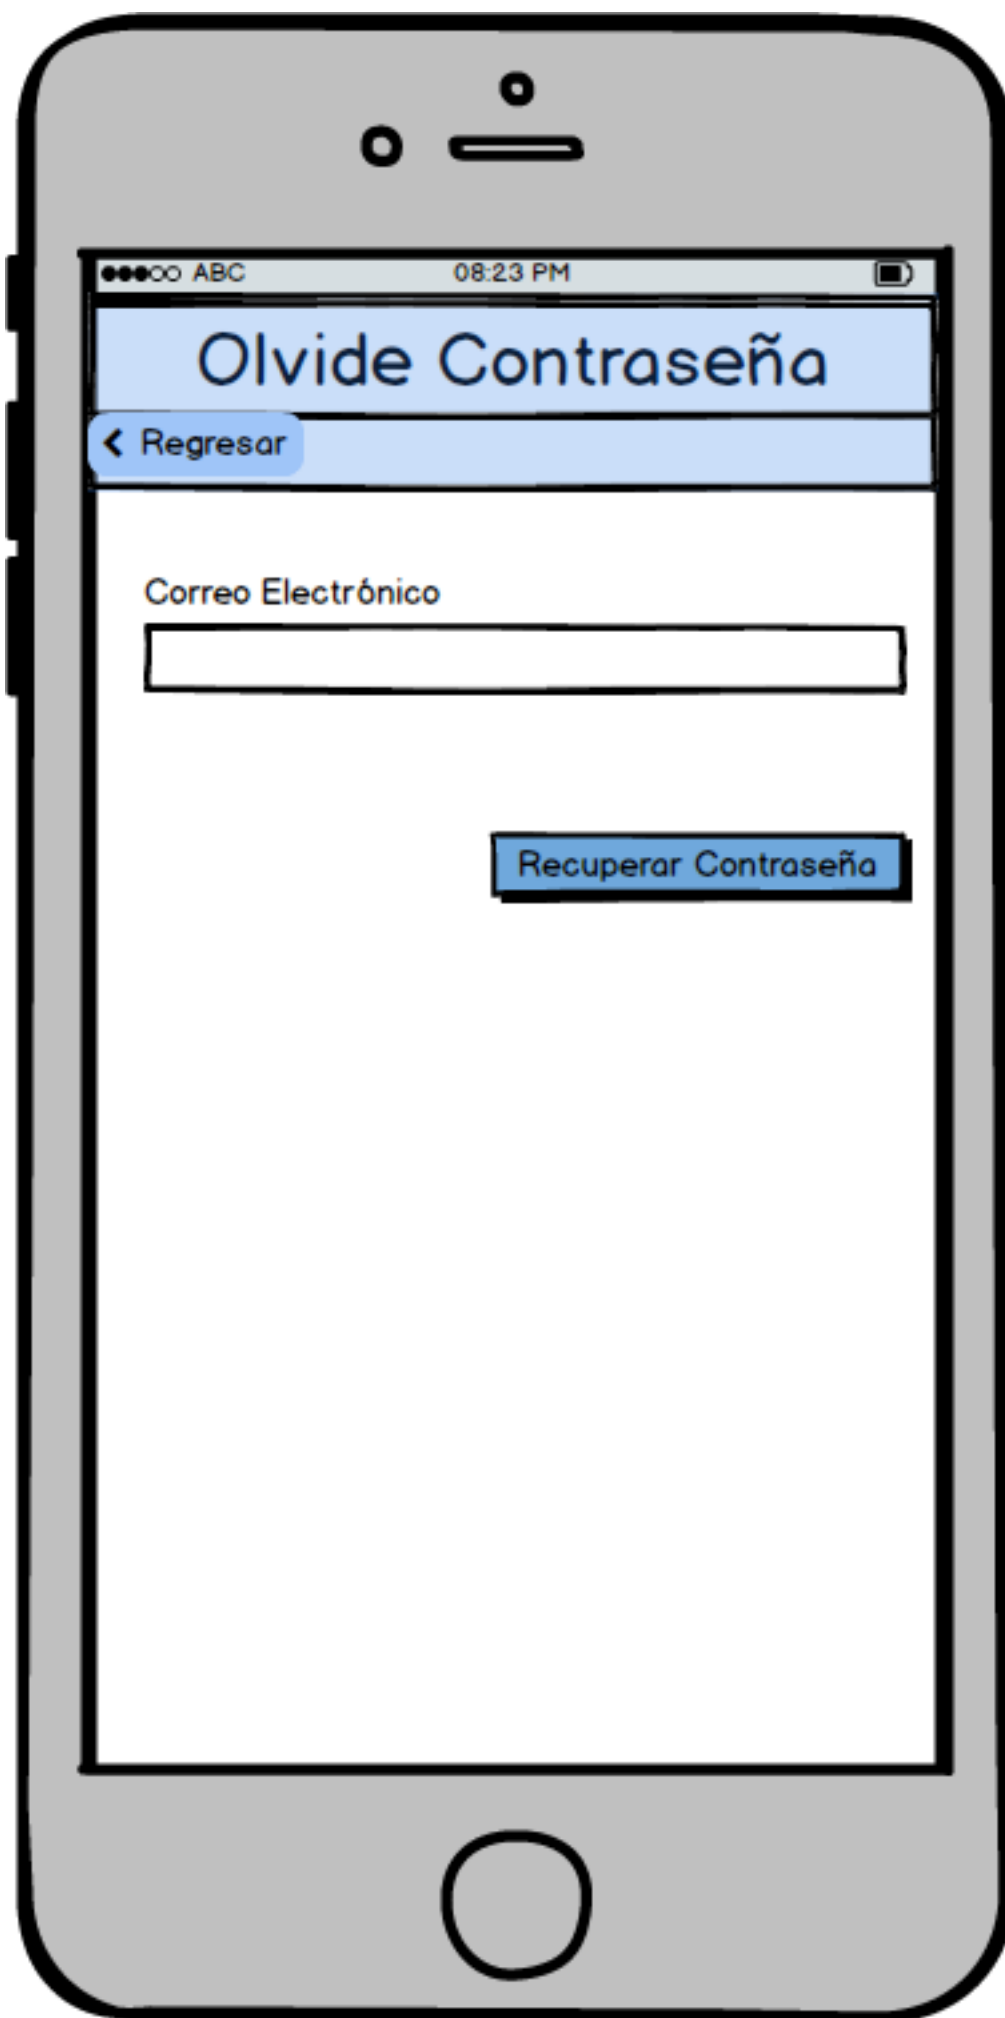 ABC 08:23 PM
Olvide Contraseña
Regresar
Correo Electrónico
Recuperar Contraseña